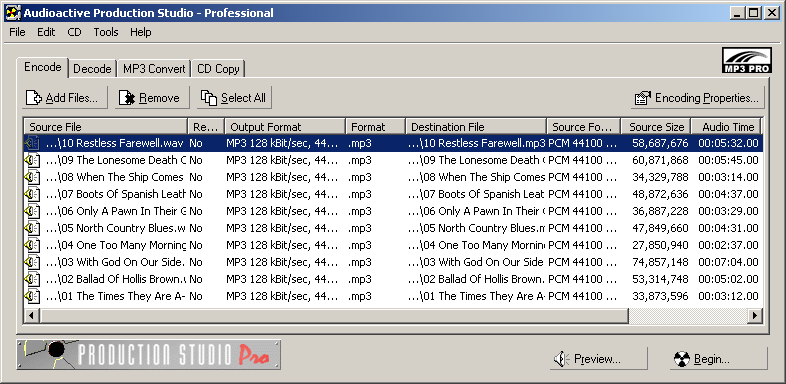 Audioactive Production Studio - Professional
File Edit CD Tools Help
MP3 PRO
Encode Decode MP3 Convert CD Copy
Add Files... Remove Select All Encoding Properties...
Source File Re... Output Format Format Destination File Source Fo... Source Size Audio Time
...\10 Restless Farewell.wav No MP3 128 kBit/sec, 44... .mp3 ...\10 Restless Farewell.mp3 PCM 44100 ... 58,687,676 00:05:32.00
...\09 The Lonesome Death No MP3 128 kBit/sec, 44... .mp3 ...\09 The Lonesome Death PCM 44100 ... 60,871,868 00:05:45.00
...\08 When The Ship Comes No MP3 128 kBit/sec, 44... .mp3 ...\08 When The Ship Comes PCM 44100 ... 34,329,788 00:03:14.00
...\07 Boots Of Spanish Leat No MP3 128 kBit/sec, 44... .mp3 ...\07 Boots Of Spanish Leat PCM 44100 ... 48,872,636 00:04:37.00
...\06 Only A Pawn In Their No MP3 128 kBit/sec, 44... .mp3 ...\06 Only A Pawn In Their PCM 44100 ... 36,887,228 00:03:29.00
...\05 North Country Blues.w No MP3 128 kBit/sec, 44... .mp3 ...\05 North Country Blues.m PCM 44100 ... 47,849,660 00:04:31.00
...\04 One Too Many Morning No MP3 128 kBit/sec, 44... .mp3 ...\04 One Too Many Morning PCM 44100 ... 27,850,940 00:02:37.00
...\03 With God On Our Side. No MP3 128 kBit/sec, 44... .mp3 ...\03 With God On Our Side. PCM 44100 ... 74,857,148 00:07:04.00
...\02 Ballad Of Hollis Brown. No MP3 128 kBit/sec, 44... .mp3 ...\02 Ballad Of Hollis Brown. PCM 44100 ... 53,314,748 00:05:02.00
...\01 The Times They Are A- No MP3 128 kBit/sec, 44... .mp3 ...\01 The Times They Are A- PCM 44100 ... 33,873,596 00:03:12.00
PRODUCTION STUDIO Pro Preview... Begin...